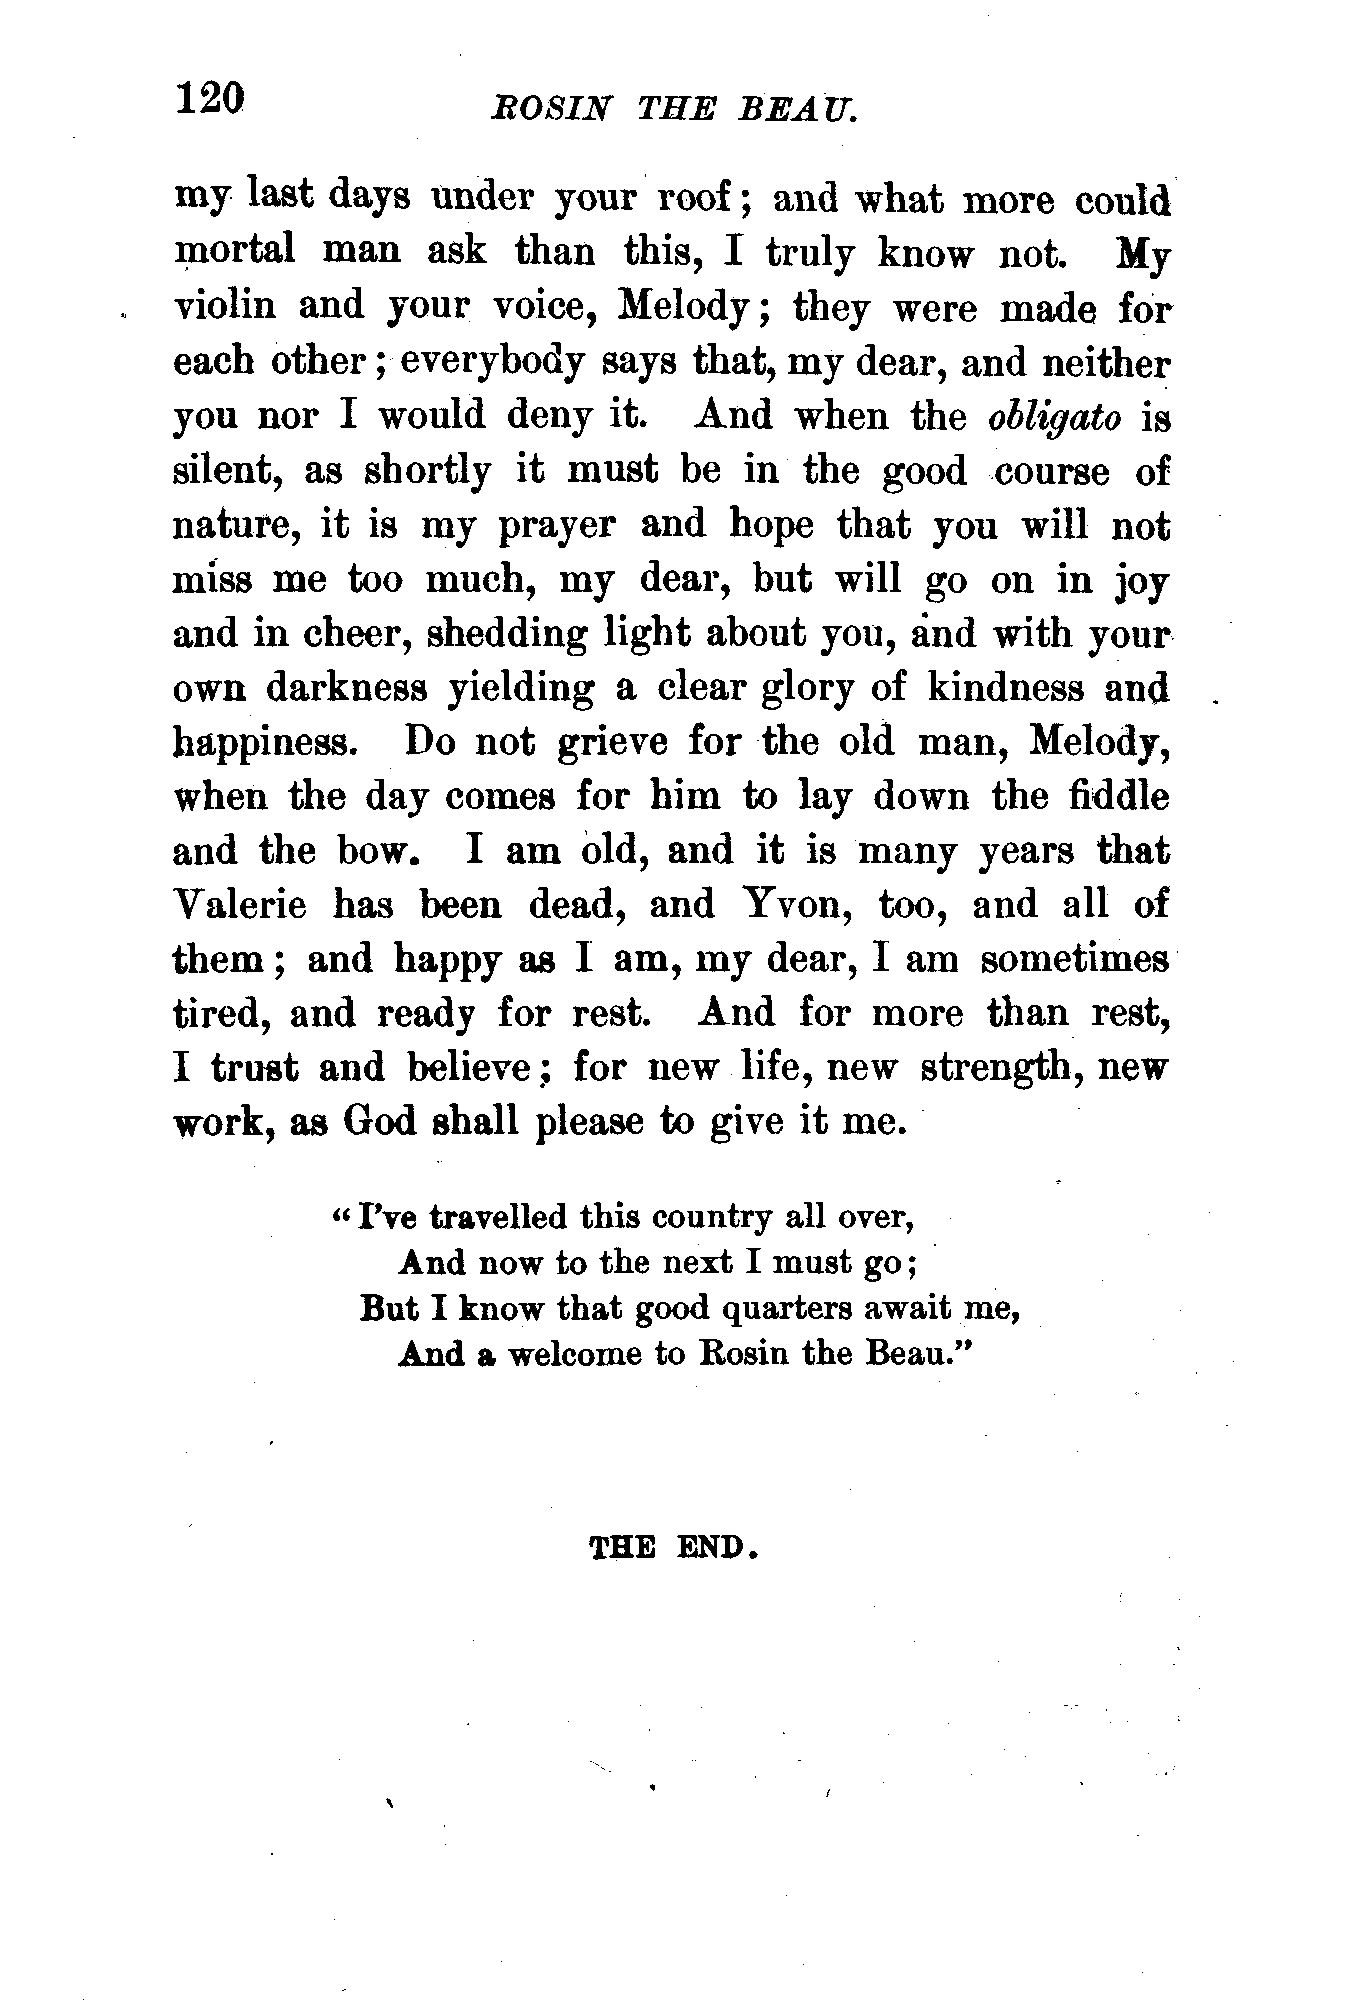 120
ROSIN THE BEAU.
my last days under your roof; and what more could
mortal man ask than this, I truly know not. My
violin and your voice, Melody; they were made for
each other; everybody says that, my dear, and neither
you nor I would deny it. And when the obligato is
silent, as shortly it must be in the good course of
nature, it is my prayer and hope that you will not
miss me too much, my dear, but will go on in joy
and in cheer, shedding light about you, and with your
own darkness yielding a clear glory of kindness and
happiness. Do not grieve for the old man, Melody,
when the day comes for him to lay down the fiddle
and the bow. I am old, and it is many years that
Valerie has been dead, and Yvon, too, and all of
them; and happy as I am, my dear, I am sometimes
tired, and ready for rest. And for more than rest,
I trust and believe; for new life, new strength, new
work, as God shall please to give it me.
"I've travelled this country all over,
And now to the next I must go;
But I know that good quarters await me,
And a welcome to Rosin the Beau."
THE END.